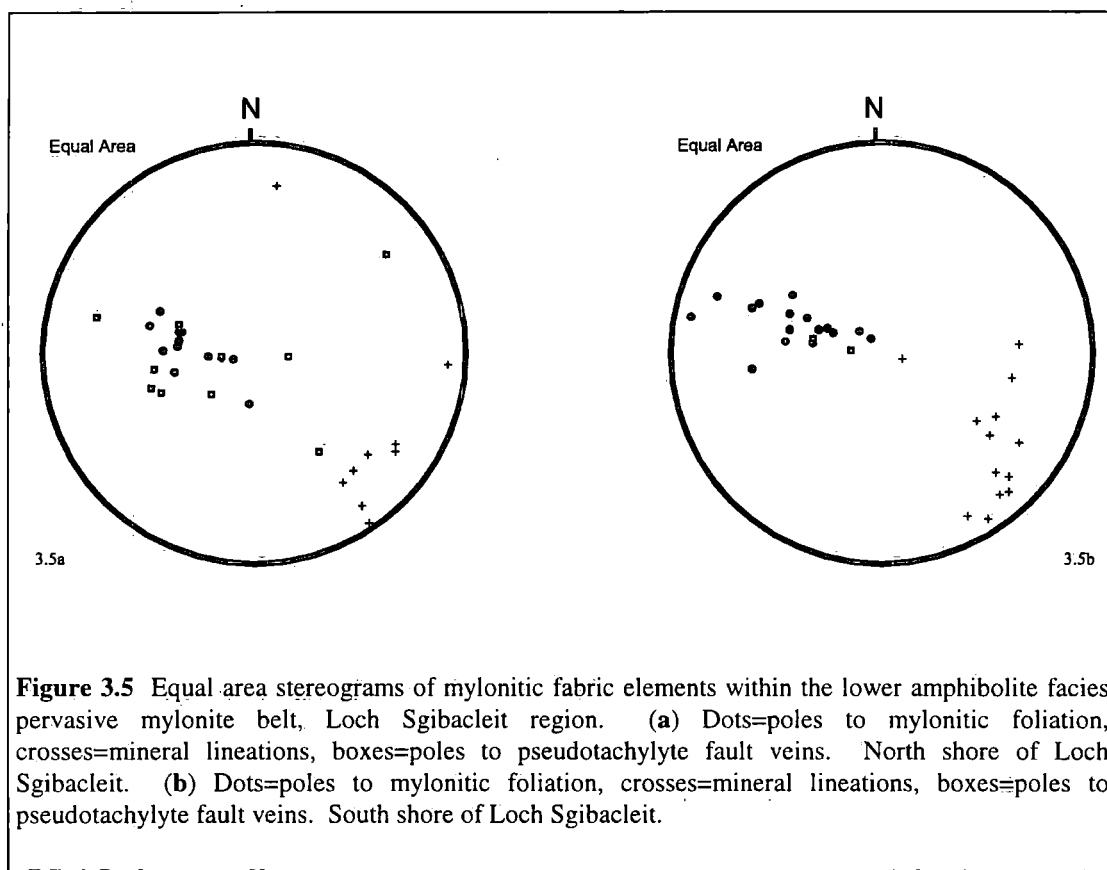 N
N
Equal Area
Equal Area
3.5a
3.5b
Figure 3.5 Equal area stereograms of mylonitic fabric elements within the lower amphibolite facies
pervasive mylonite belt, Loch Sgibacleit region. (a) Dots=poles to mylonitic foliation,
crosses=mineral lineations, boxes=poles to pseudotachylyte fault veins. North shore of Loch
Sgibacleit. (b) Dots=poles to mylonitic foliation, crosses=mineral lineations, boxes=poles to
pseudotachylyte fault veins. South shore of Loch Sgibacleit.